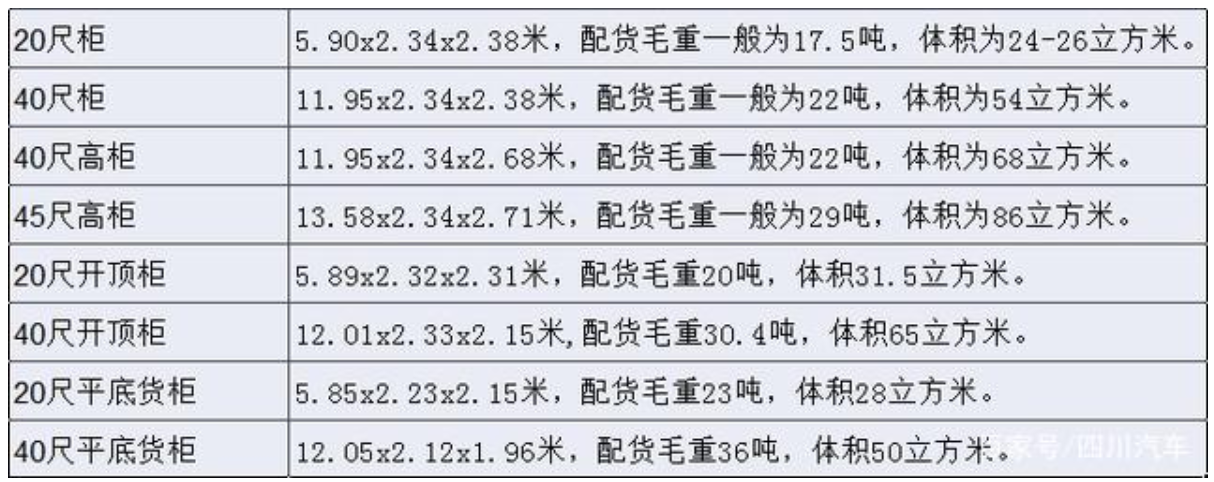 20尺柜 5.90x2.34x2.38米，配货毛重一般为17.5吨，体积为24-26立方米。
40尺柜 11.95x2.34x2.38米，配货毛重一般为22吨，体积为54立方米。
40尺高柜 11.95x2.34x2.68米，配货毛重一般为22吨，体积为68立方米。
45尺高柜 13.58x2.34x2.71米，配货毛重一般为29吨，体积为86立方米。
20尺开顶柜 5.89x2.32x2.31米，配货毛重20吨，体积31.5立方米。
40尺开顶柜 12.01x2.33x2.15米,配货毛重30.4吨，体积65立方米。
20尺平底货柜 5.85x2.23x2.15米，配货毛重23吨，体积28立方米。
40尺平底货柜 12.05x2.12x1.96米，配货毛重36吨，体积50立方米。
家号/四川汽车